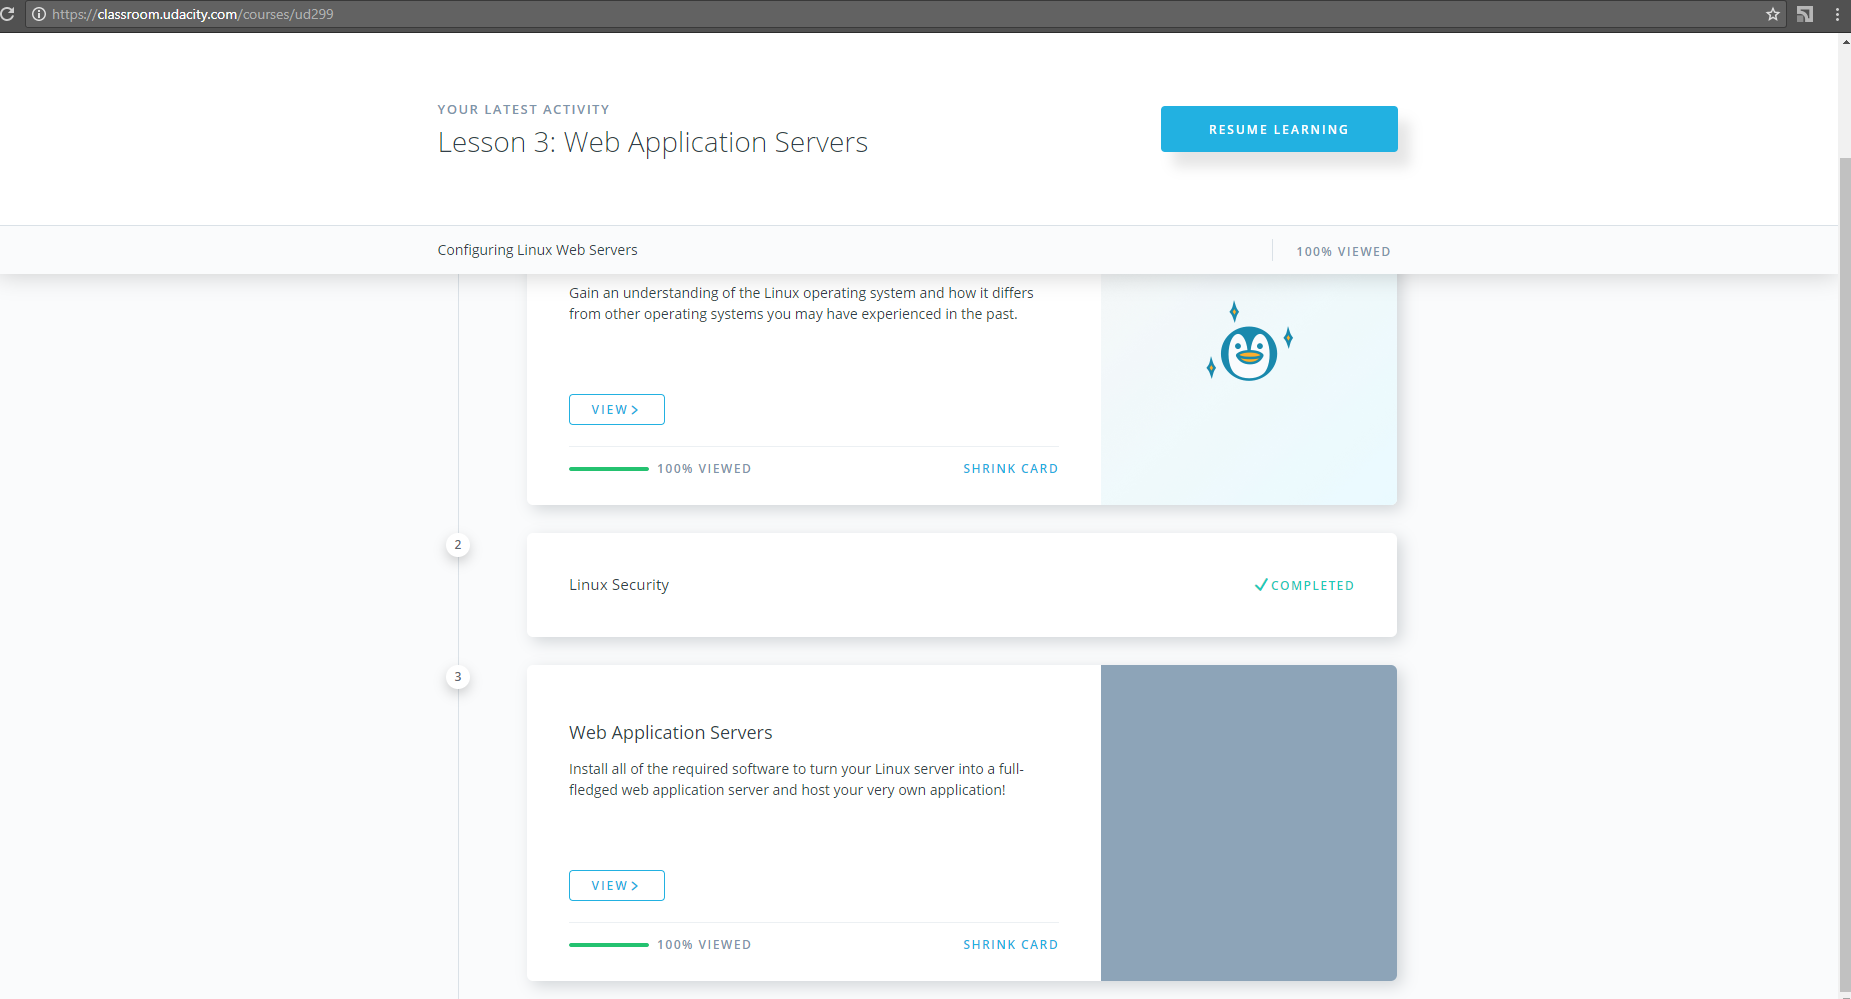 https://classroom.udacity.com/courses/ud299
YOUR LATEST ACTIVITY
Lesson 3: Web Application Servers
RESUME LEARNING
Configuring Linux Web Servers
100% VIEWED
Gain an understanding of the Linux operating system and how it differs
from other operating systems you may have experienced in the past.
VIEW >
100% VIEWED
SHRINK CARD
2
Linux Security
COMPLETED
3
Web Application Servers
Install all of the required software to turn your Linux server into a full-
fledged web application server and host your very own application!
VIEW >
100% VIEWED
SHRINK CARD